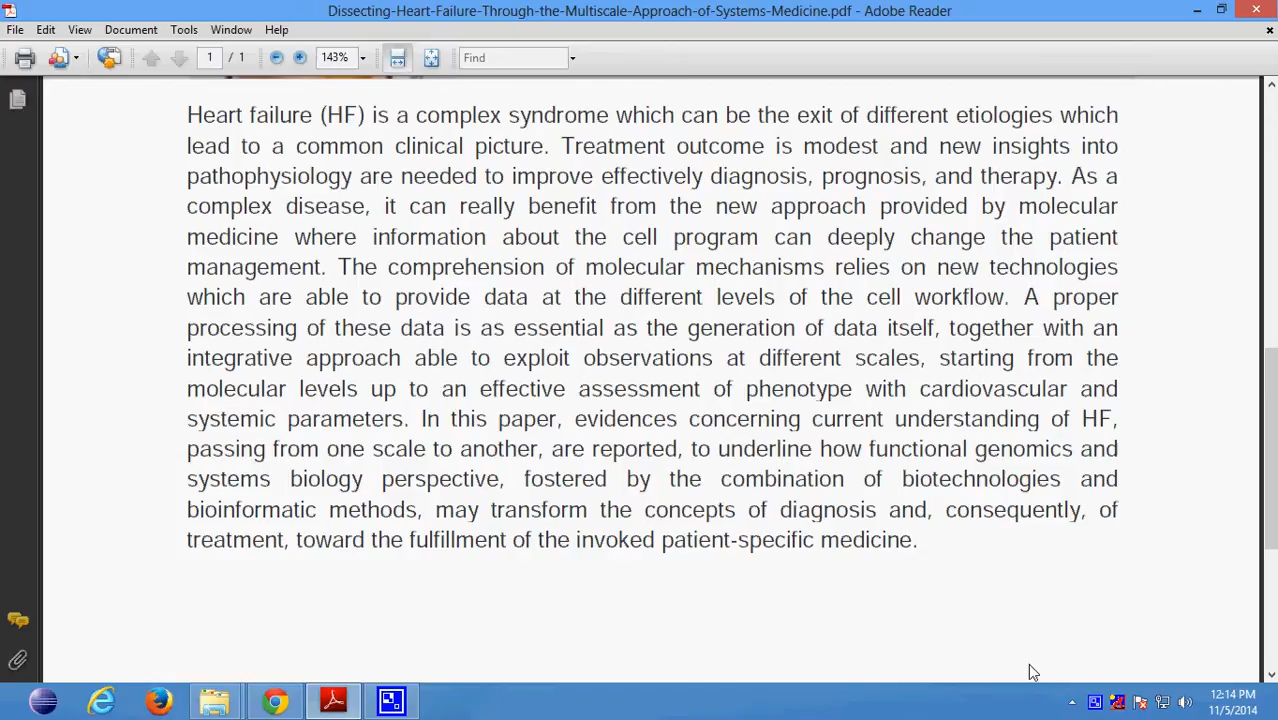 Dissecting-Heart-Failure-Through-the-Multiscale-Approach-of-Systems-Medicine.pdf - Adobe Reader
File Edit View Document Tools Window Help
1 / 1 143% Find
Heart failure (HF) is a complex syndrome which can be the exit of different etiologies which
lead to a common clinical picture. Treatment outcome is modest and new insights into
pathophysiology are needed to improve effectively diagnosis, prognosis, and therapy. As a
complex disease, it can really benefit from the new approach provided by molecular
medicine where information about the cell program can deeply change the patient
management. The comprehension of molecular mechanisms relies on new technologies
which are able to provide data at the different levels of the cell workflow. A proper
processing of these data is as essential as the generation of data itself, together with an
integrative approach able to exploit observations at different scales, starting from the
molecular levels up to an effective assessment of phenotype with cardiovascular and
systemic parameters. In this paper, evidences concerning current understanding of HF,
passing from one scale to another, are reported, to underline how functional genomics and
systems biology perspective, fostered by the combination of biotechnologies and
bioinformatic methods, may transform the concepts of diagnosis and, consequently, of
treatment, toward the fulfillment of the invoked patient-specific medicine.
12:14 PM
11/5/2014